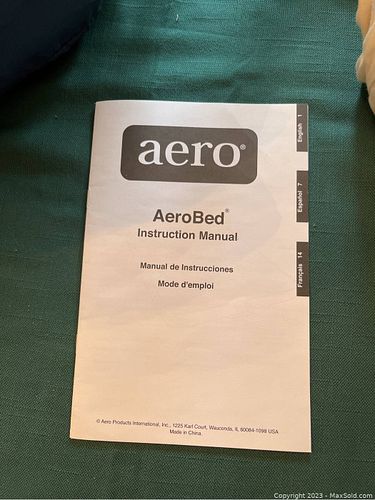 aero®
AeroBed®
Instruction Manual
Manual de Instrucciones
Mode d'emploi
© Aero Products International, Inc., 1225 Karl Court, Wauconda, IL 60084-1098 USA
Made in China.
English 1
Español 7
Français 14
Copyright 2023 - MaxSold.com